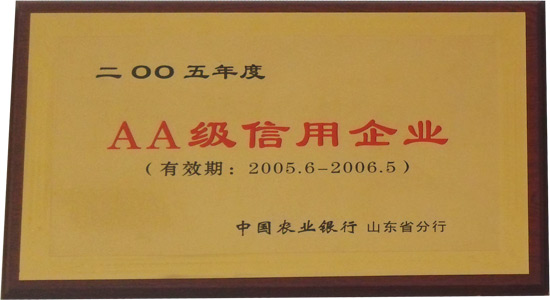 二OO五年度
AA级信用企业
(有效期：2005.6-2006.5)
中国农业银行 山东省分行